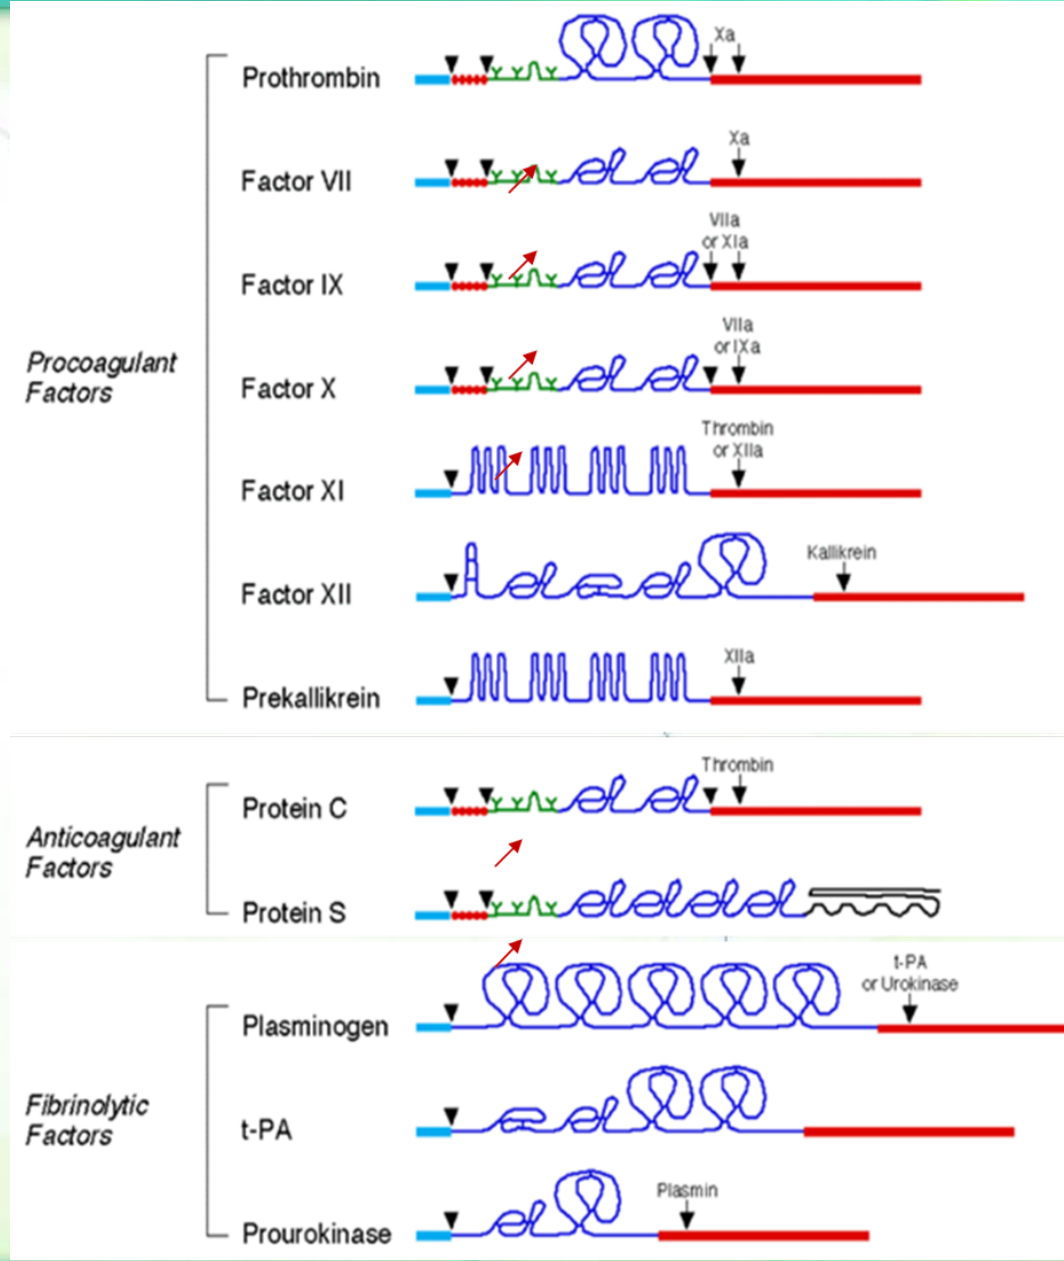 Xa
Prothrombin
Xa
Factor VII
VIIa
or XIa
Factor IX
VIIa
or IXa
Procoagulant
Factors
Factor X
Thrombin
or XIIa
Factor XI
Kallikrein
Factor XII
XIIa
Prekallikrein
Thrombin
Protein C
Anticoagulant
Factors
Protein S
t-PA
or Urokinase
Plasminogen
Fibrinolytic
Factors
t-PA
Plasmin
Prourokinase